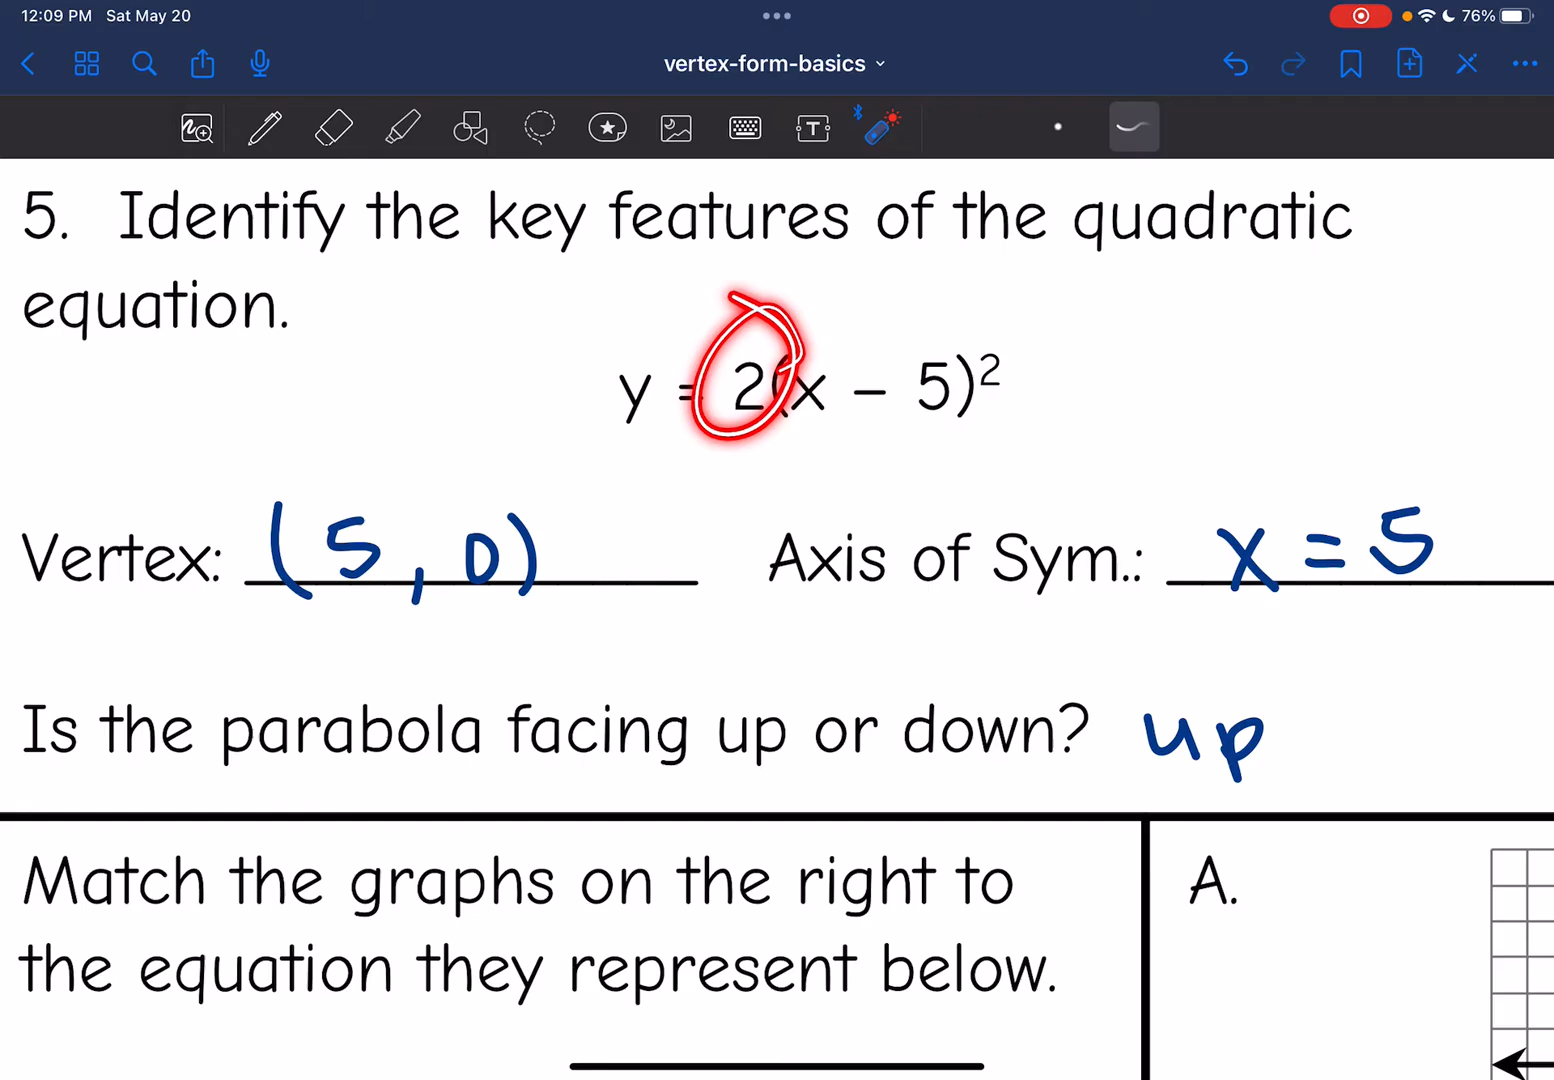 12:09 PM Sat May 20
76%
vertex-form-basics
5. Identify the key features of the quadratic
equation.
y = 2(x – 5)²
Vertex: (5, 0) Axis of Sym.: x = 5
Is the parabola facing up or down? up
Match the graphs on the right to
the equation they represent below.
A.